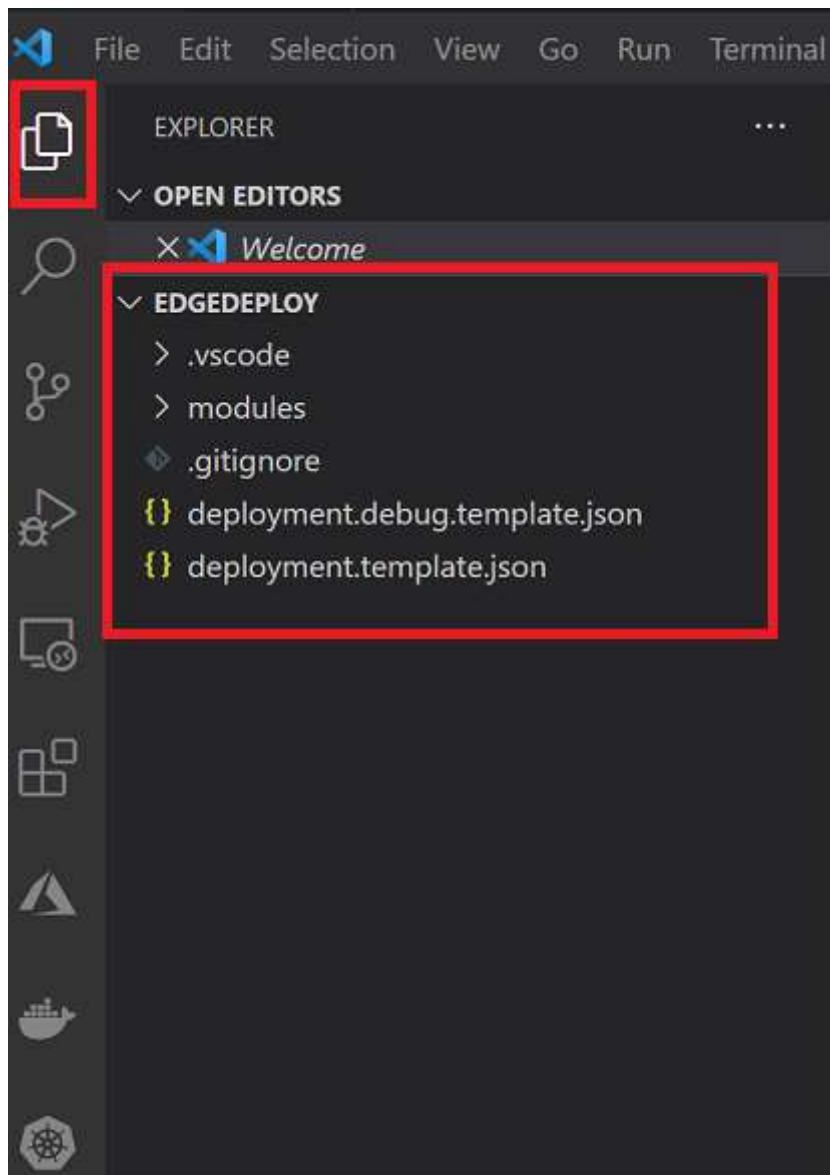 File Edit Selection View Go Run Terminal
EXPLORER ...
OPEN EDITORS
Welcome
EDGEDEPLOY
.vscode
modules
.gitignore
{} deployment.debug.template.json
{} deployment.template.json